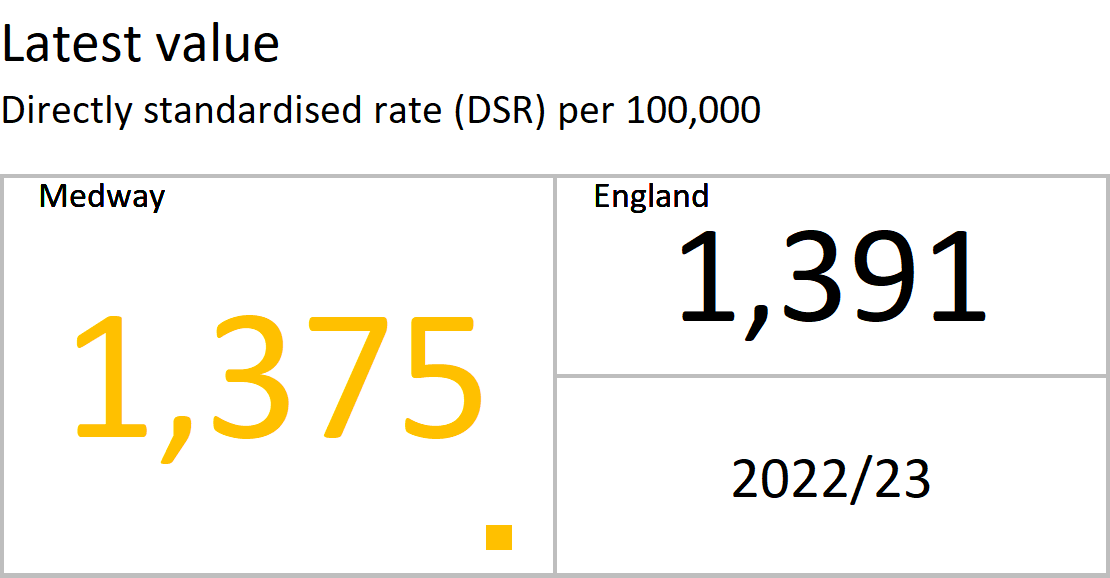 Latest value
Directly standardised rate (DSR) per 100,000
Medway
1,375
England
1,391
2022/23